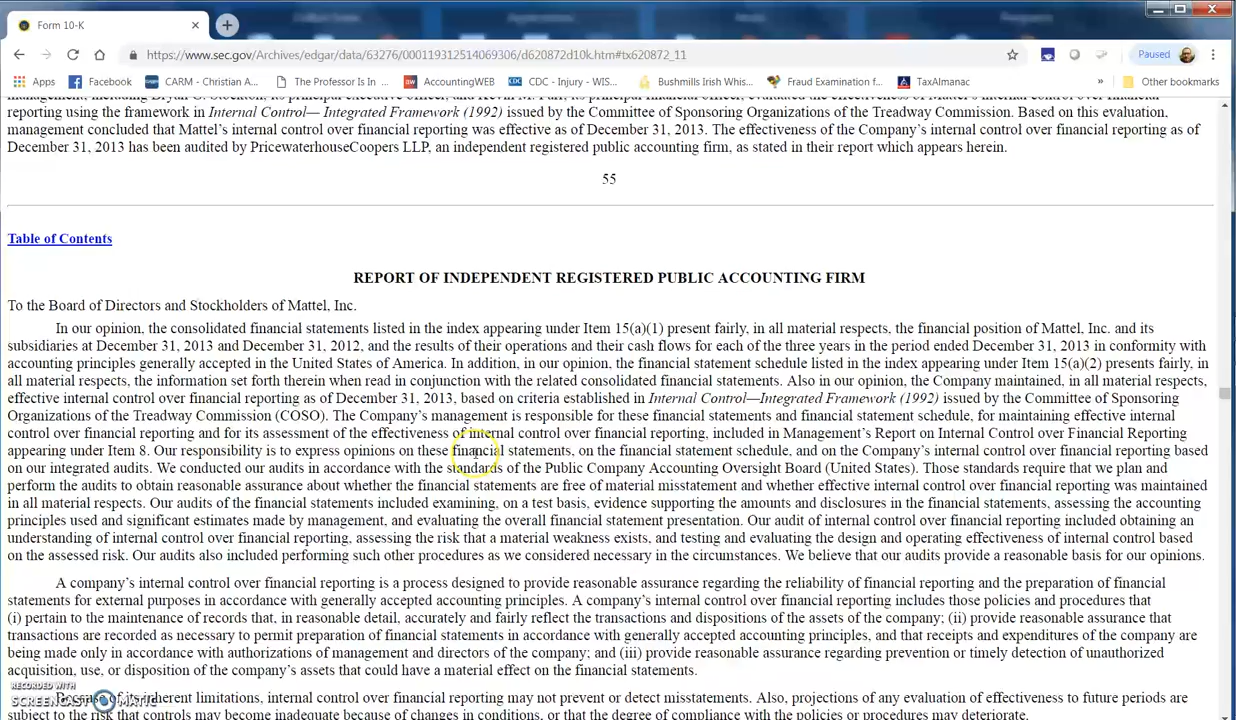 Form 10-K
https://www.sec.gov/Archives/edgar/data/63276/000119312514069306/d620872d10k.htm#tx620872_11
Paused
Apps Facebook CARM - Christian A... The Professor Is In ... AccountingWEB CDC - Injury - WIS... Bushmills Irish Whis... Fraud Examination f... TaxAlmanac » Other bookmarks
reporting using the framework in Internal Control— Integrated Framework (1992) issued by the Committee of Sponsoring Organizations of the Treadway Commission. Based on this evaluation,
management concluded that Mattel's internal control over financial reporting was effective as of December 31, 2013. The effectiveness of the Company's internal control over financial reporting as of
December 31, 2013 has been audited by PricewaterhouseCoopers LLP, an independent registered public accounting firm, as stated in their report which appears herein.
55
Table of Contents
REPORT OF INDEPENDENT REGISTERED PUBLIC ACCOUNTING FIRM
To the Board of Directors and Stockholders of Mattel, Inc.
In our opinion, the consolidated financial statements listed in the index appearing under Item 15(a)(1) present fairly, in all material respects, the financial position of Mattel, Inc. and its
subsidiaries at December 31, 2013 and December 31, 2012, and the results of their operations and their cash flows for each of the three years in the period ended December 31, 2013 in conformity with
accounting principles generally accepted in the United States of America. In addition, in our opinion, the financial statement schedule listed in the index appearing under Item 15(a)(2) presents fairly, in
all material respects, the information set forth therein when read in conjunction with the related consolidated financial statements. Also in our opinion, the Company maintained, in all material respects,
effective internal control over financial reporting as of December 31, 2013, based on criteria established in Internal Control—Integrated Framework (1992) issued by the Committee of Sponsoring
Organizations of the Treadway Commission (COSO). The Company's management is responsible for these financial statements and financial statement schedule, for maintaining effective internal
control over financial reporting and for its assessment of the effectiveness of internal control over financial reporting, included in Management's Report on Internal Control over Financial Reporting
appearing under Item 8. Our responsibility is to express opinions on these financial statements, on the financial statement schedule, and on the Company's internal control over financial reporting based
on our integrated audits. We conducted our audits in accordance with the standards of the Public Company Accounting Oversight Board (United States). Those standards require that we plan and
perform the audits to obtain reasonable assurance about whether the financial statements are free of material misstatement and whether effective internal control over financial reporting was maintained
in all material respects. Our audits of the financial statements included examining, on a test basis, evidence supporting the amounts and disclosures in the financial statements, assessing the accounting
principles used and significant estimates made by management, and evaluating the overall financial statement presentation. Our audit of internal control over financial reporting included obtaining an
understanding of internal control over financial reporting, assessing the risk that a material weakness exists, and testing and evaluating the design and operating effectiveness of internal control based
on the assessed risk. Our audits also included performing such other procedures as we considered necessary in the circumstances. We believe that our audits provide a reasonable basis for our opinions.
A company's internal control over financial reporting is a process designed to provide reasonable assurance regarding the reliability of financial reporting and the preparation of financial
statements for external purposes in accordance with generally accepted accounting principles. A company's internal control over financial reporting includes those policies and procedures that
(i) pertain to the maintenance of records that, in reasonable detail, accurately and fairly reflect the transactions and dispositions of the assets of the company; (ii) provide reasonable assurance that
transactions are recorded as necessary to permit preparation of financial statements in accordance with generally accepted accounting principles, and that receipts and expenditures of the company are
being made only in accordance with authorizations of management and directors of the company; and (iii) provide reasonable assurance regarding prevention or timely detection of unauthorized
acquisition, use, or disposition of the company's assets that could have a material effect on the financial statements.
RECORDED WITH
SCREENCAST MATIC
Because of its inherent limitations, internal control over financial reporting may not prevent or detect misstatements. Also, projections of any evaluation of effectiveness to future periods are
subject to the risk that controls may become inadequate because of changes in conditions, or that the degree of compliance with the policies or procedures may deteriorate.